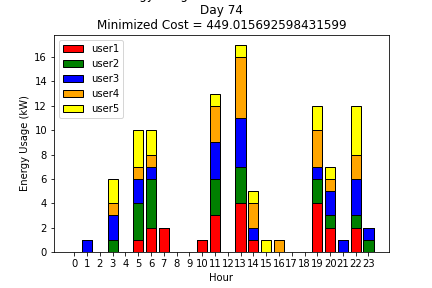 Day 74
Minimized Cost = 449.015692598431599
user1
user2
user3
user4
user5
Energy Usage (kW)
16
14
12
10
8
6
4
2
0
0 1 2 3 4 5 6 7 8 9 10 11 12 13 14 15 16 17 18 19 20 21 22 23
Hour